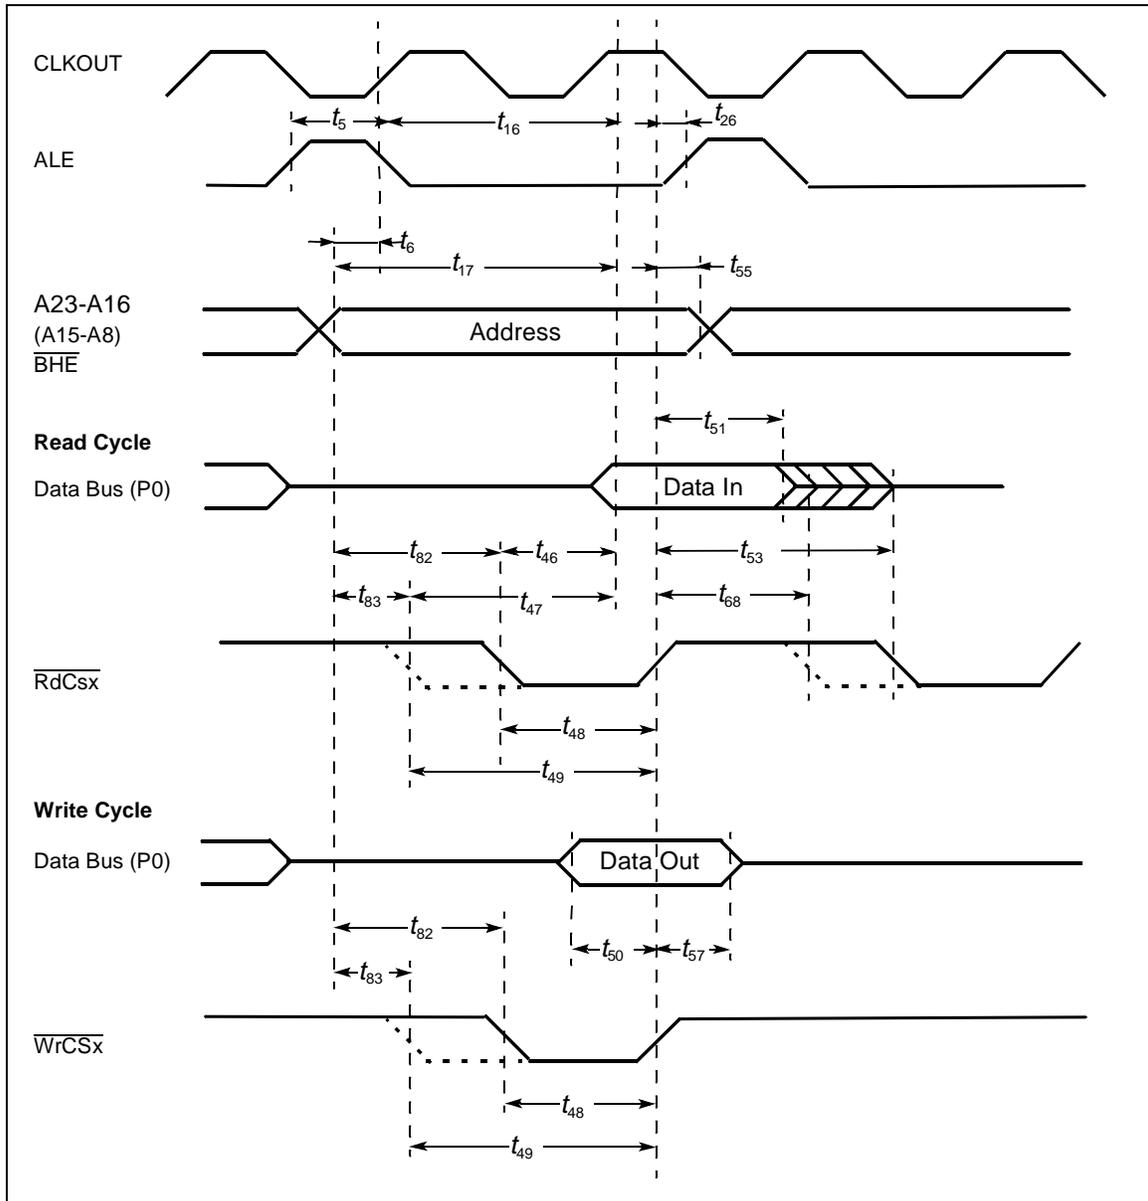 CLKOUT
t5
t16
t26
ALE
t6
t17
t55
A23-A16
(A15-A8)
Address
BHE
t51
Read Cycle
Data Bus (P0)
Data In
t82
t46
t53
t83
t47
t68
RdCsx
t48
t49
Write Cycle
Data Bus (P0)
Data Out
t82
t50
t57
t83
WrCSx
t48
t49